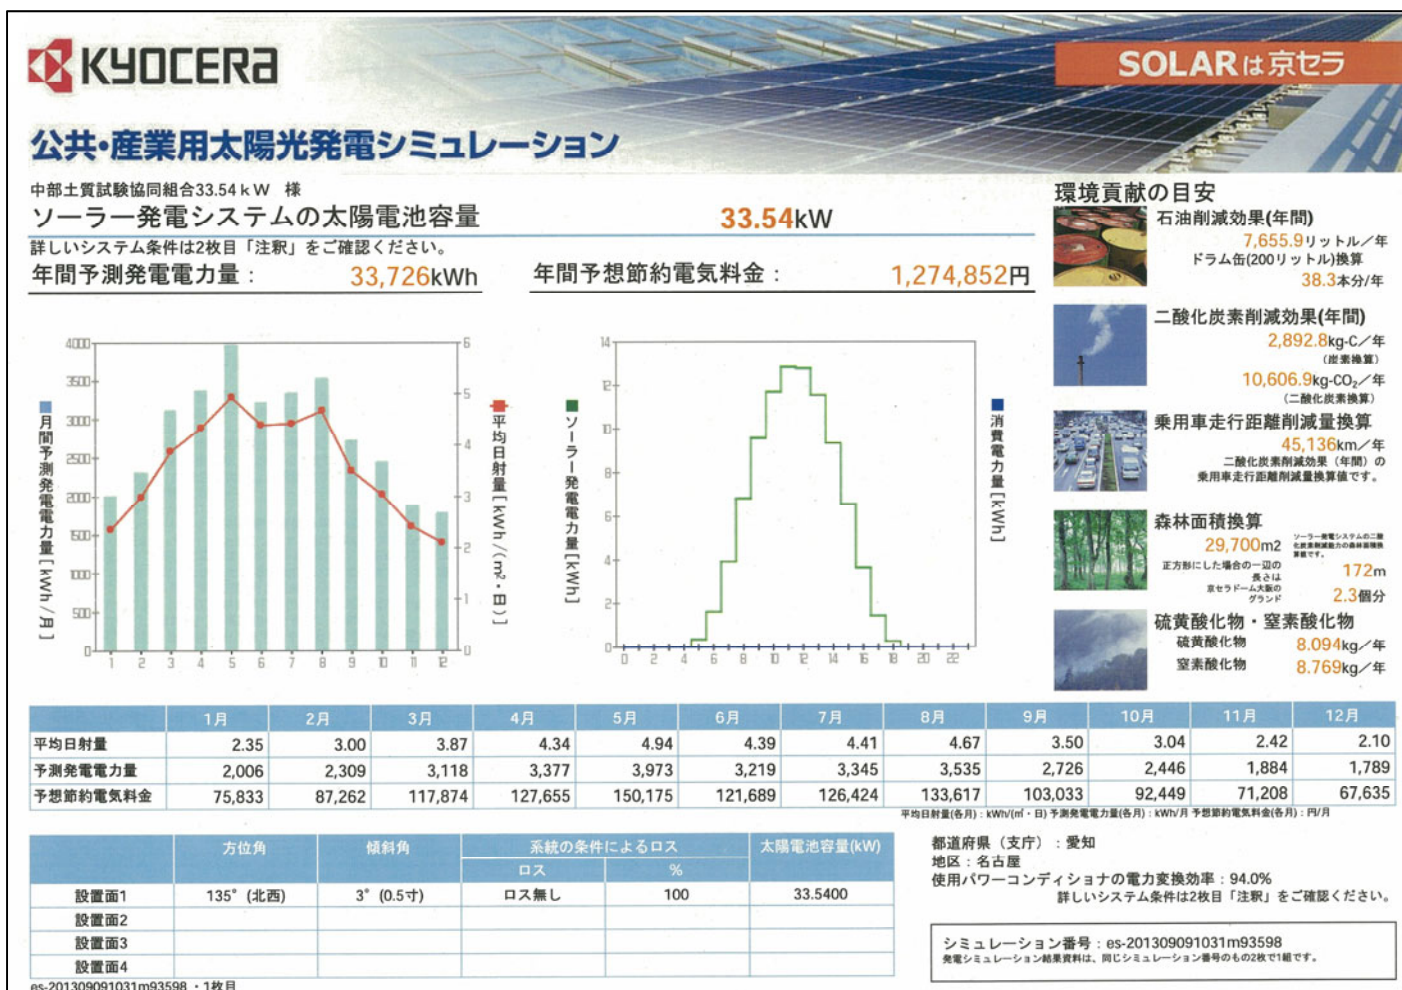 KYOCERA
SOLARは京セラ
公共・産業用太陽光発電シミュレーション
中部土質試験協同組合33.54kW 様
ソーラー発電システムの太陽電池容量 33.54kW
詳しいシステム条件は2枚目「注釈」をご確認ください。
年間予測発電電力量： 33,726kWh 年間予想節約電気料金： 1,274,852円
月間予測発電電力量[kWh/月]
4000
3500
3000
2500
2000
1500
1000
500
0
1 2 3 4 5 6 7 8 9 10 11 12
6
5
4
3
2
1
0
平均日射量[kWh/(㎡・日)]
ソーラー発電電力量[kWh]
14
12
10
8
6
4
2
0
0 2 4 6 8 10 12 14 16 18 20 22
消費電力量[kWh]
環境貢献の目安
石油削減効果(年間)
7,655.9リットル／年
ドラム缶(200リットル)換算
38.3本分/年
二酸化炭素削減効果(年間)
2,892.8kg-C／年
(炭素換算)
10,606.9kg-CO₂／年
(二酸化炭素換算)
乗用車走行距離削減量換算
45,136km／年
二酸化炭素削減効果（年間）の
乗用車走行距離削減量換算値です。
森林面積換算
29,700m2
ソーラー発電システムの二酸
化炭素削減能力の森林面積換
算値です。
正方形にした場合の一辺の
長さは
172m
京セラドーム大阪の
グランド
2.3個分
硫黄酸化物・窒素酸化物
硫黄酸化物 8.094kg／年
窒素酸化物 8.769kg／年
1月 2月 3月 4月 5月 6月 7月 8月 9月 10月 11月 12月
平均日射量 2.35 3.00 3.87 4.34 4.94 4.39 4.41 4.67 3.50 3.04 2.42 2.10
予測発電電力量 2,006 2,309 3,118 3,377 3,973 3,219 3,345 3,535 2,726 2,446 1,884 1,789
予想節約電気料金 75,833 87,262 117,874 127,655 150,175 121,689 126,424 133,617 103,033 92,449 71,208 67,635
平均日射量(各月)：kWh/(㎡・日) 予測発電電力量(各月)：kWh/月 予想節約電気料金(各月)：円/月
方位角 傾斜角 系統の条件によるロス 太陽電池容量(kW)
ロス %
設置面1 135°(北西) 3°(0.5寸) ロス無し 100 33.5400
設置面2
設置面3
設置面4
es-201309091031m93598 ・1枚目
都道府県（支庁）：愛知
地区：名古屋
使用パワーコンディショナの電力変換効率：94.0%
詳しいシステム条件は2枚目「注釈」をご確認ください。
シミュレーション番号：es-201309091031m93598
発電シミュレーション結果資料は、同じシミュレーション番号のもの2枚で1組です。